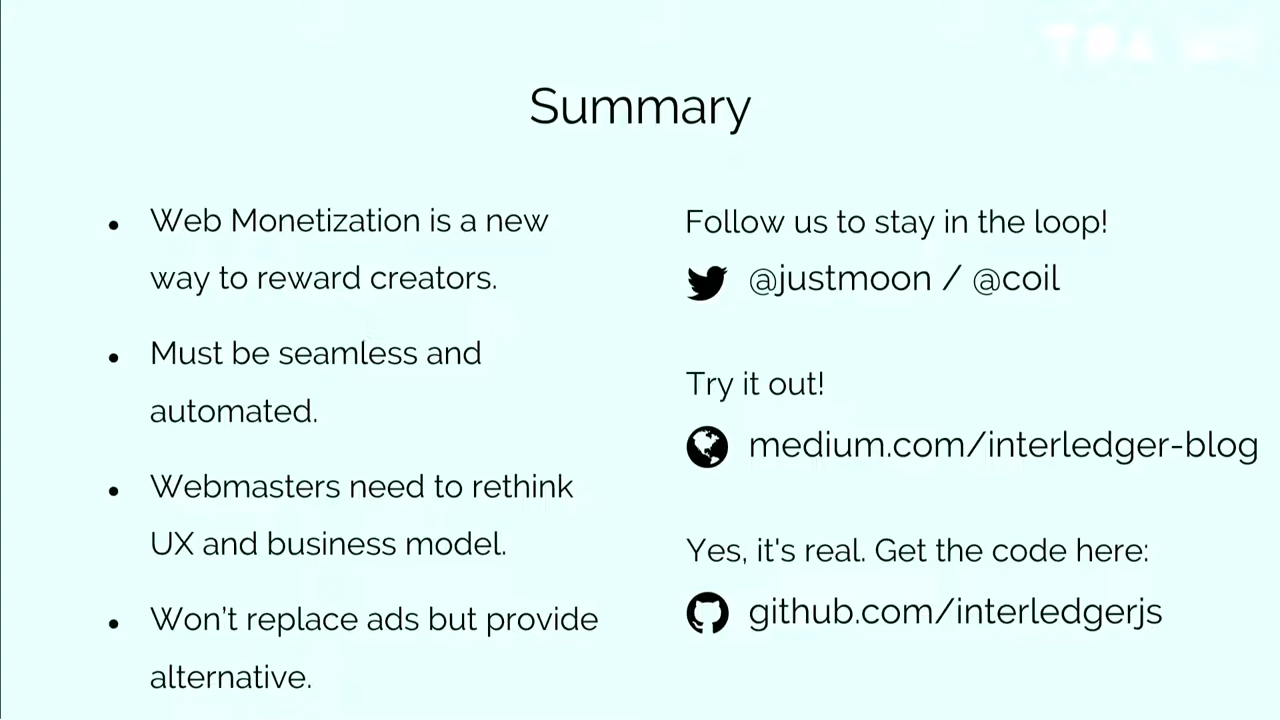 Summary
• Web Monetization is a new
way to reward creators.
• Must be seamless and
automated.
• Webmasters need to rethink
UX and business model.
• Won’t replace ads but provide
alternative.
Follow us to stay in the loop!
@justmoon / @coil
Try it out!
medium.com/interledger-blog
Yes, it's real. Get the code here:
github.com/interledgerjs